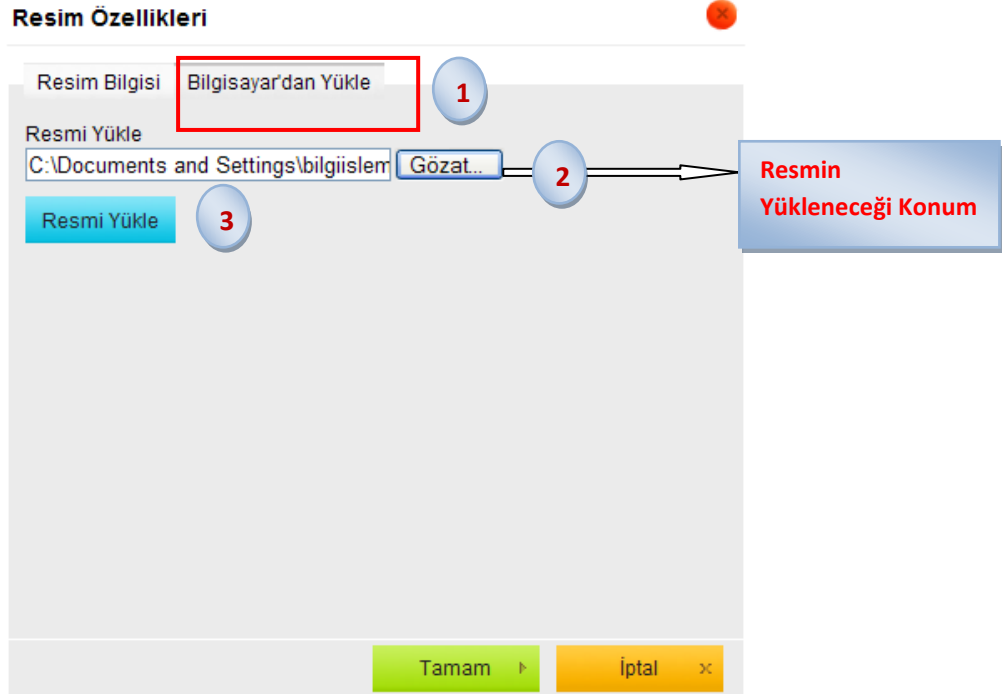 Resim Özellikleri
Resim Bilgisi
Bilgisayar'dan Yükle
1
Resmi Yükle
C:\Documents and Settings\bilgiislem
Gözat...
2
Resmin
Yükleneceği Konum
Resmi Yükle
3
Tamam
İptal